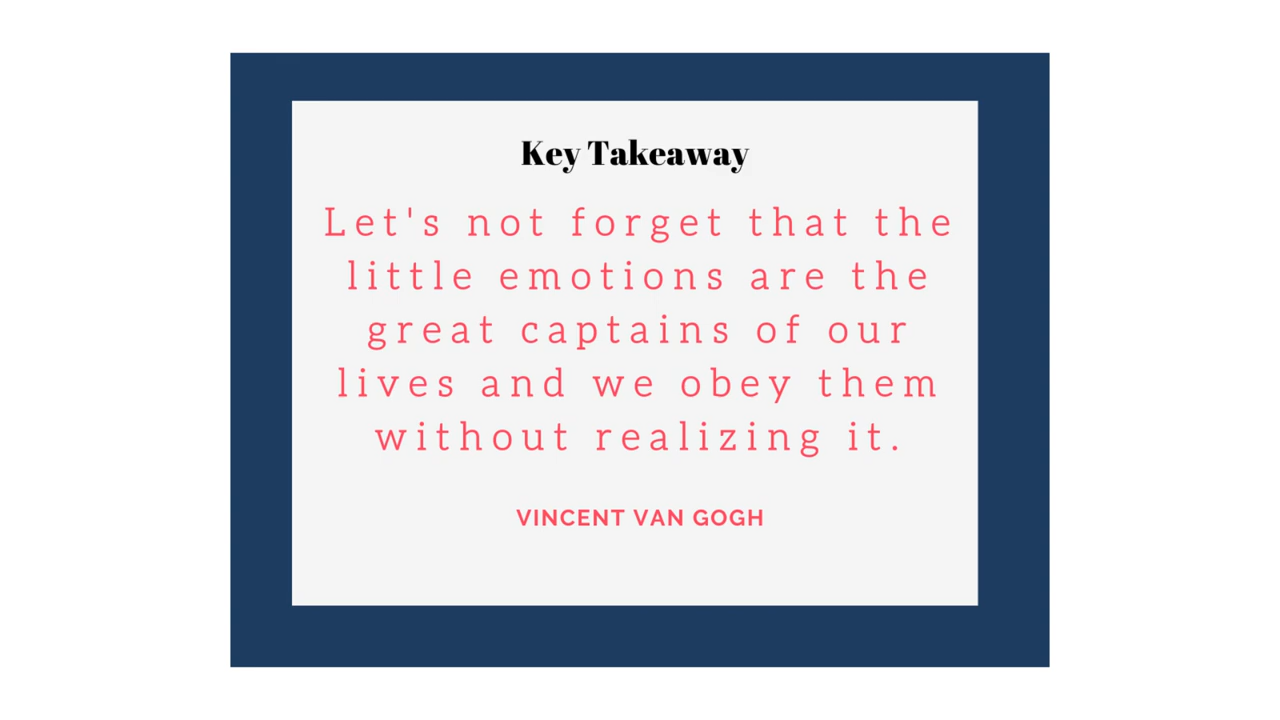 Key Takeaway
Let's not forget that the
little emotions are the
great captains of our
lives and we obey them
without realizing it.
VINCENT VAN GOGH